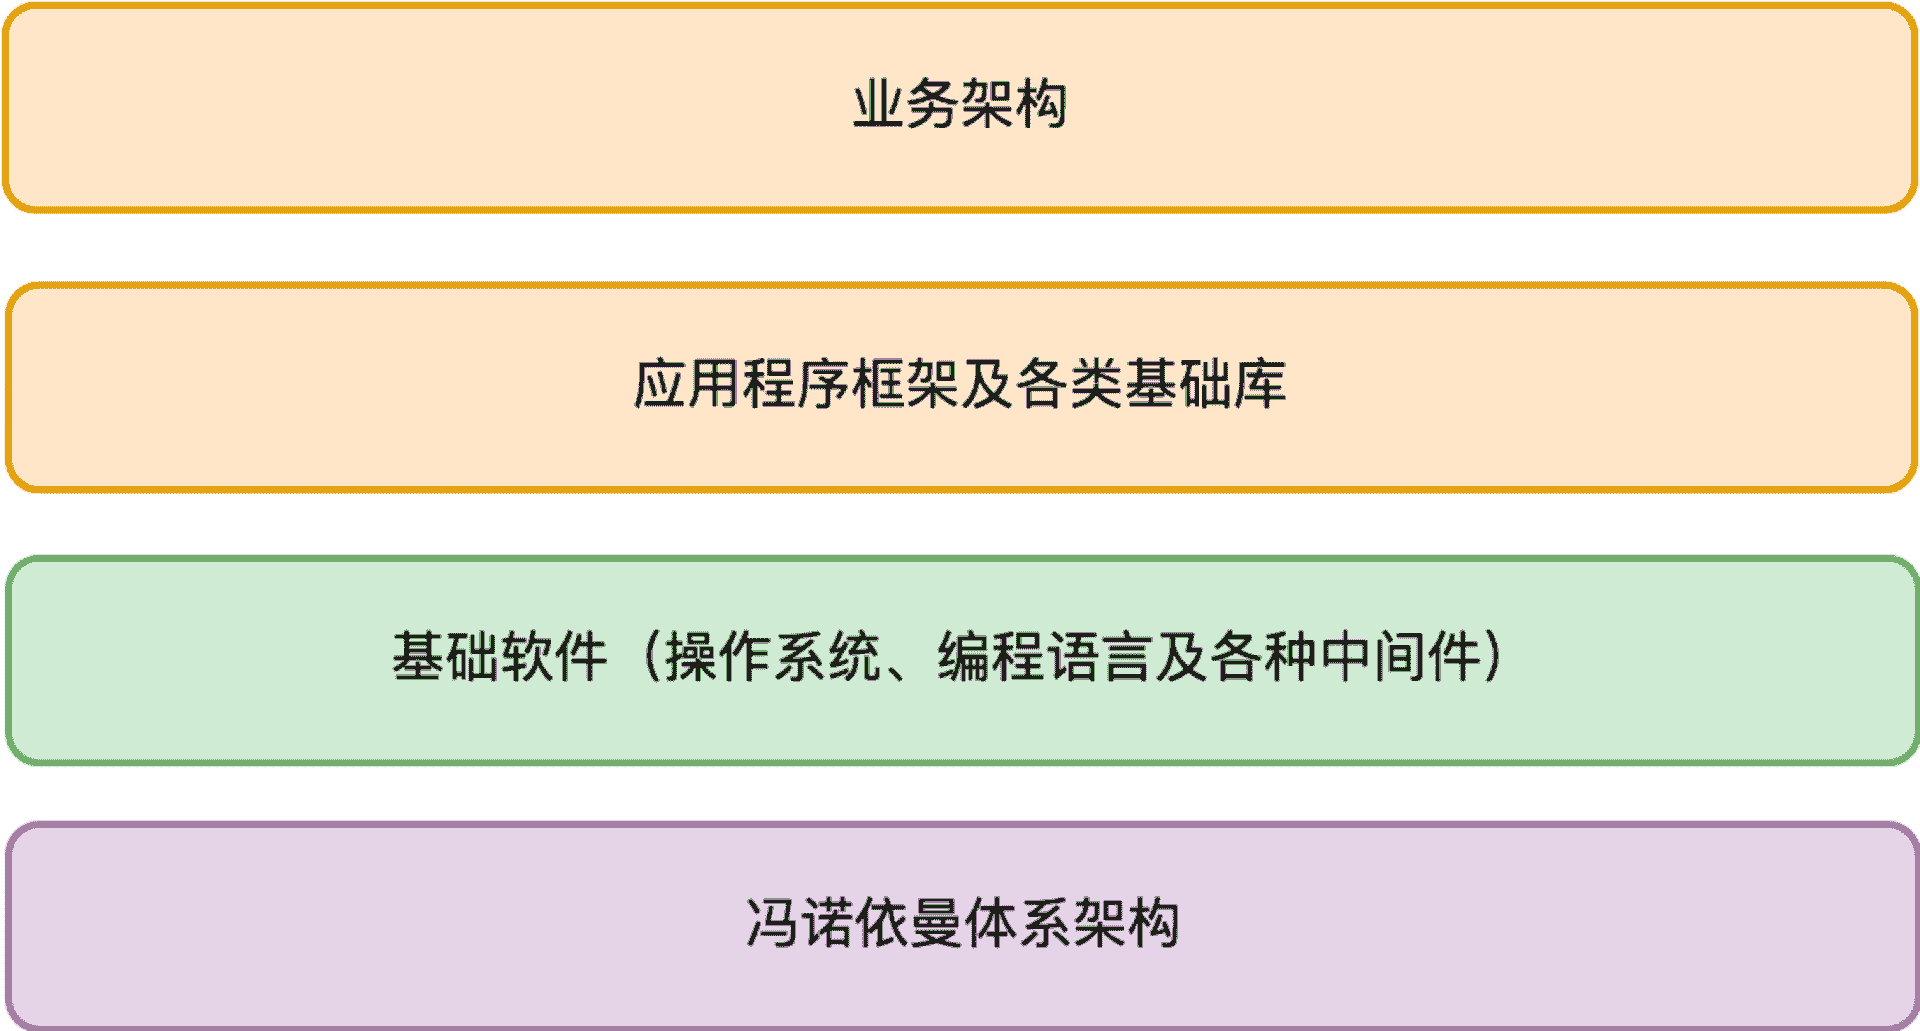 业务架构
应用程序框架及各类基础库
基础软件（操作系统、编程语言及各种中间件）
冯诺依曼体系架构